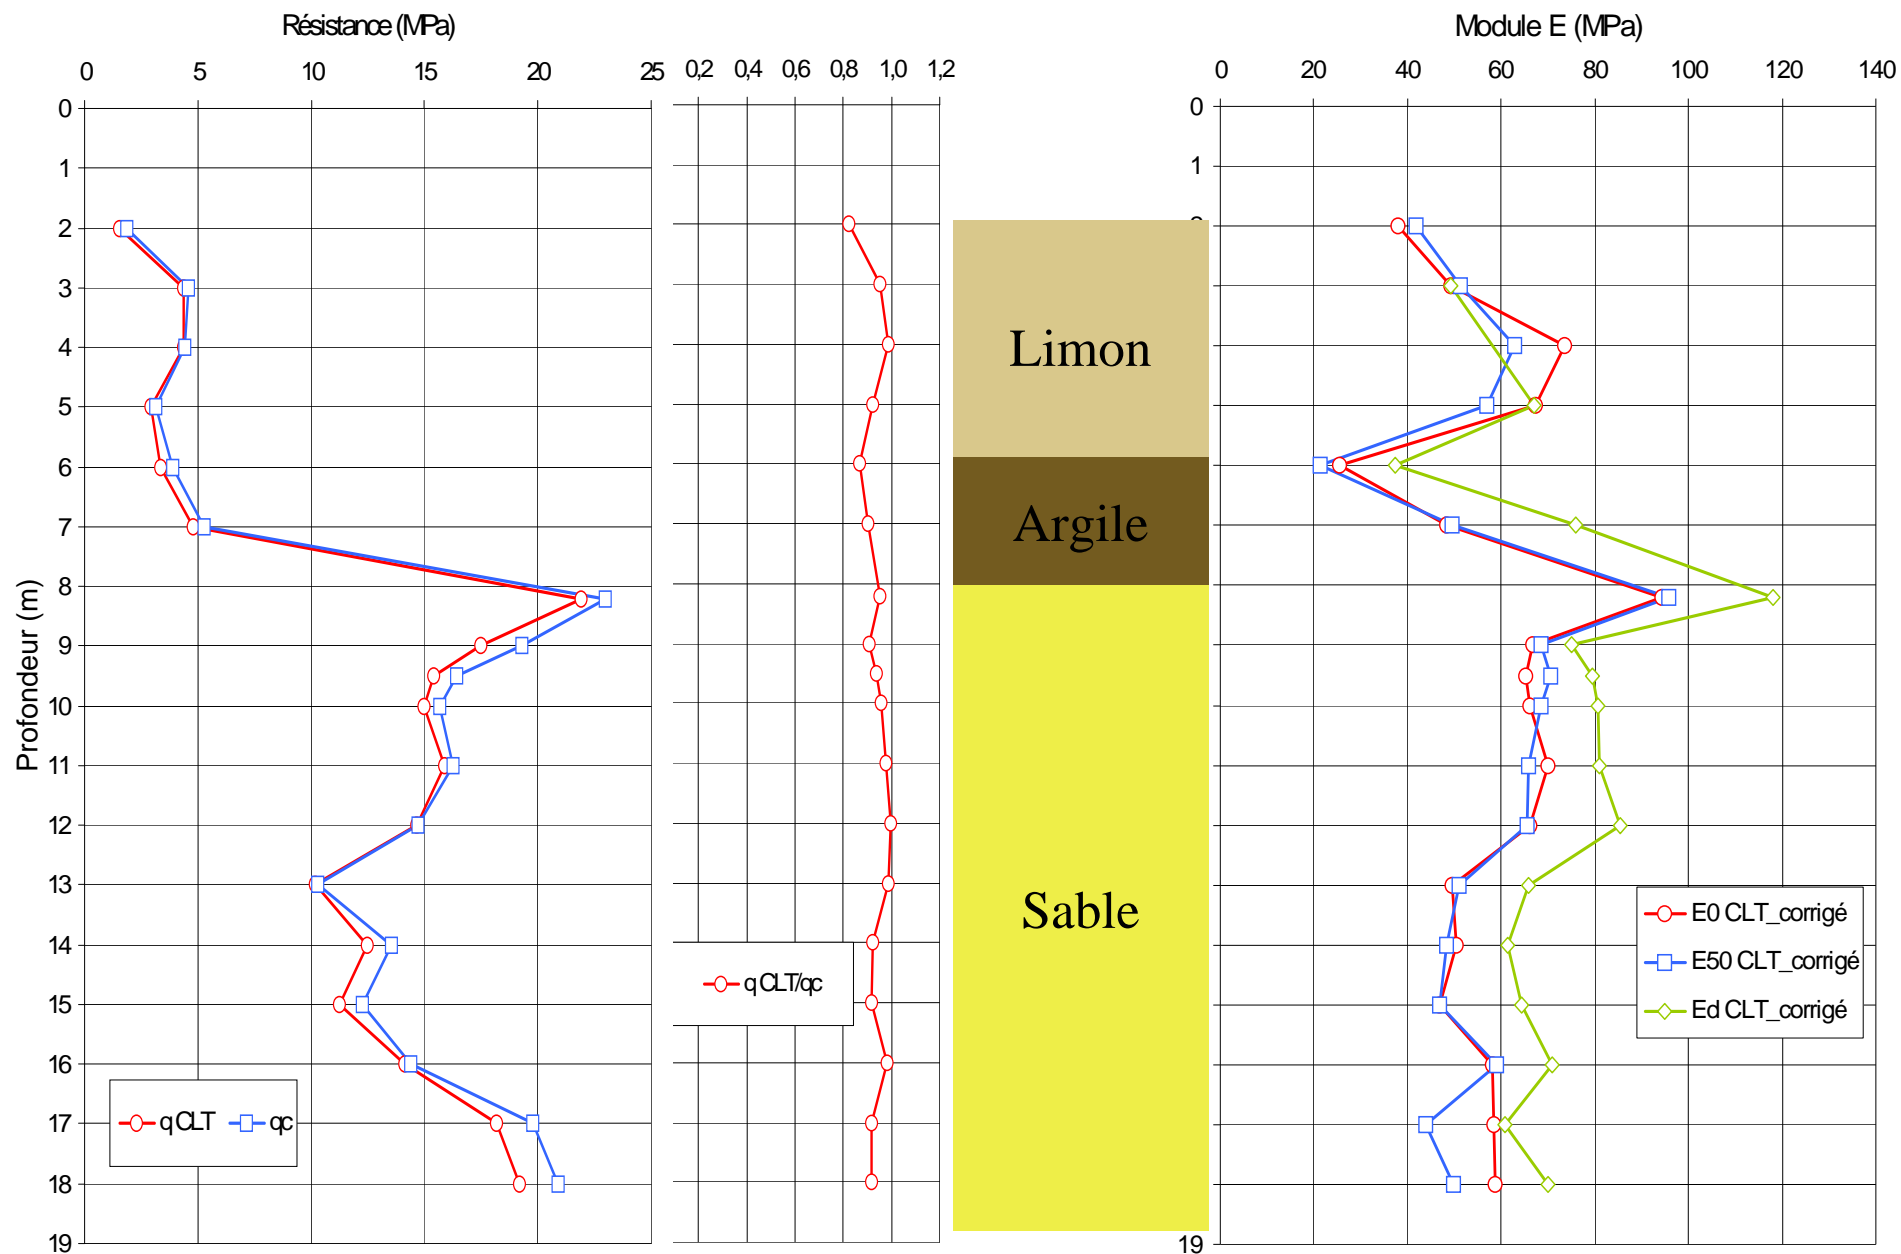 Résistance (MPa)
Module E (MPa)
0 5 10 15 20 25
0,2 0,4 0,6 0,8 1,0 1,2
0 20 40 60 80 100 120 140
Profondeur (m)
0
1
2
3
4
5
6
7
8
9
10
11
12
13
14
15
16
17
18
19
q CLT
qc
q CLT/qc
Limon
Argile
Sable
0
1
19
E0 CLT_corrigé
E50 CLT_corrigé
Ed CLT_corrigé